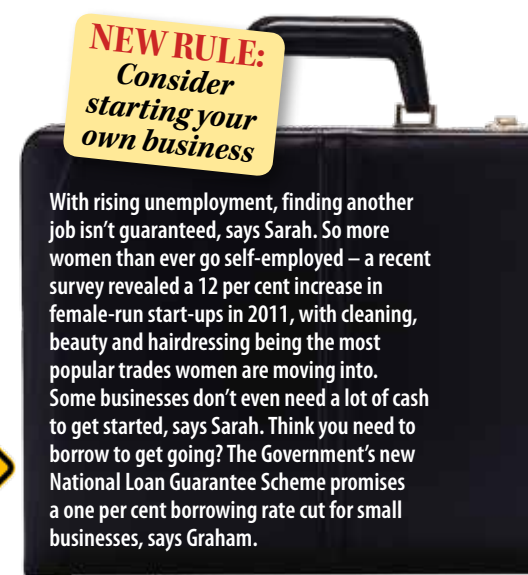 NEW RULE:
Consider
starting your
own business
With rising unemployment, finding another
job isn't guaranteed, says Sarah. So more
women than ever go self-employed – a recent
survey revealed a 12 per cent increase in
female-run start-ups in 2011, with cleaning,
beauty and hairdressing being the most
popular trades women are moving into.
Some businesses don't even need a lot of cash
to get started, says Sarah. Think you need to
borrow to get going? The Government's new
National Loan Guarantee Scheme promises
a one per cent borrowing rate cut for small
businesses, says Graham.